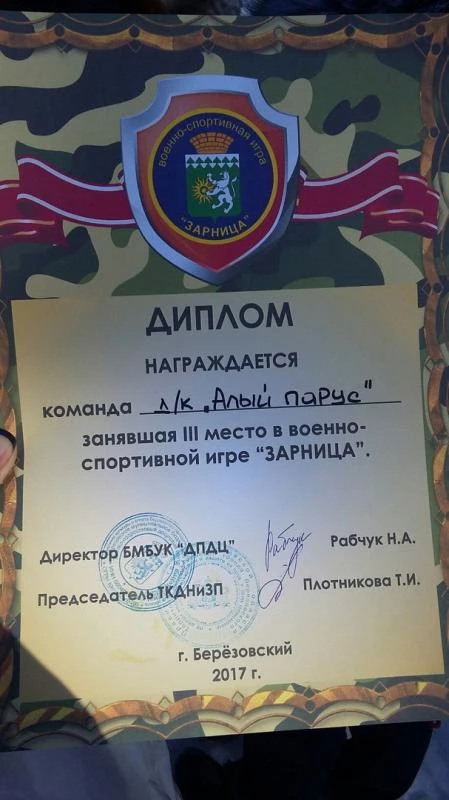 военно-спортивная игра
"ЗАРНИЦА"
ДИПЛОМ
НАГРАЖДАЕТСЯ
команда л/к „Алый парус"
занявшая III место в военно-
спортивной игре "ЗАРНИЦА".
Директор БМБУК "ДПДЦ" Рабчук Н.А.
Председатель ТКДНиЗП Плотникова Т.И.
г. Берёзовский
2017 г.